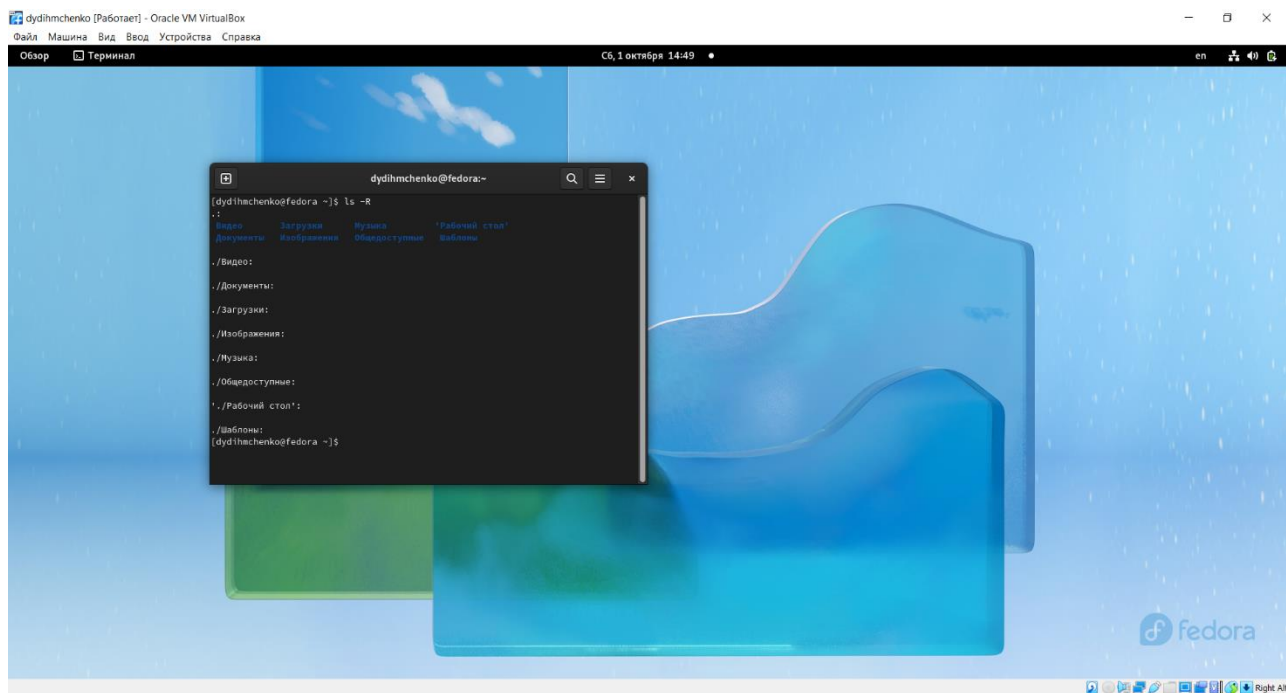 dydihmchenko [Работает] - Oracle VM VirtualBox
Файл Машина Вид Ввод Устройства Справка
Обзор Терминал Сб, 1 октября 14:49 en
dydihmchenko@fedora:~
[dydihmchenko@fedora ~]$ ls -R
.:
Видео Загрузки Музыка 'Рабочий стол'
Документы Изображения Общедоступные Шаблоны
./Видео:
./Документы:
./Загрузки:
./Изображения:
./Музыка:
./Общедоступные:
'./Рабочий стол':
./Шаблоны:
[dydihmchenko@fedora ~]$
fedora
Right Alt